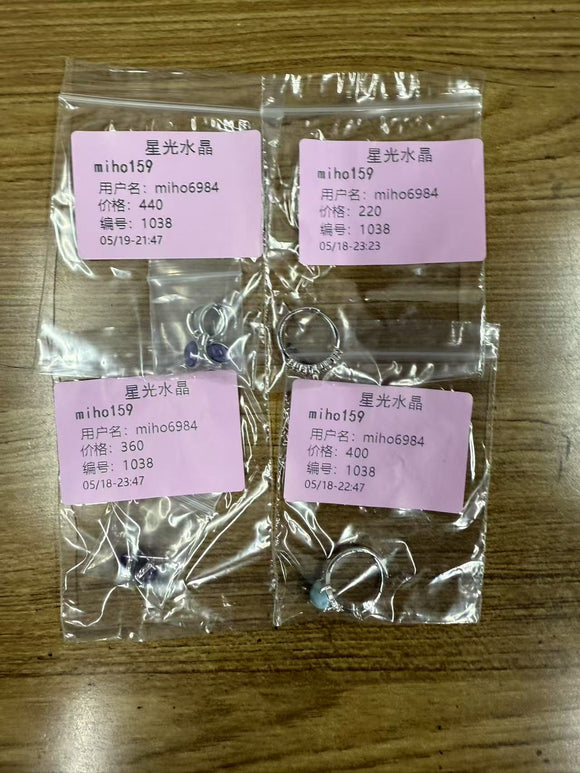 星光水晶
miho159
用户名：miho6984
价格：440
编号：1038
05/19-21:47
星光水晶
miho159
用户名：miho6984
价格：220
编号：1038
05/18-23:23
星光水晶
miho159
用户名：miho6984
价格：360
编号：1038
05/18-23:47
星光水晶
miho159
用户名：miho6984
价格：400
编号：1038
05/18-22:47